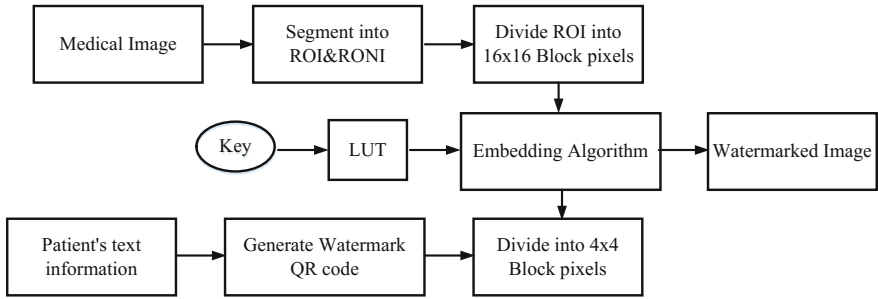 Medical Image
Segment into
ROI&RONI
Divide ROI into
16x16 Block pixels
Key
LUT
Embedding Algorithm
Watermarked Image
Patient's text
information
Generate Watermark
QR code
Divide into 4x4
Block pixels